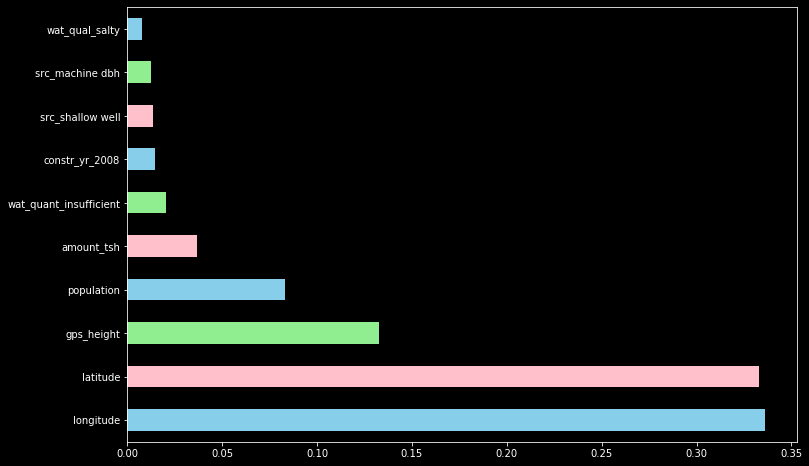 wat_qual_salty
src_machine dbh
src_shallow well
constr_yr_2008
wat_quant_insufficient
amount_tsh
population
gps_height
latitude
longitude
0.00 0.05 0.10 0.15 0.20 0.25 0.30 0.35